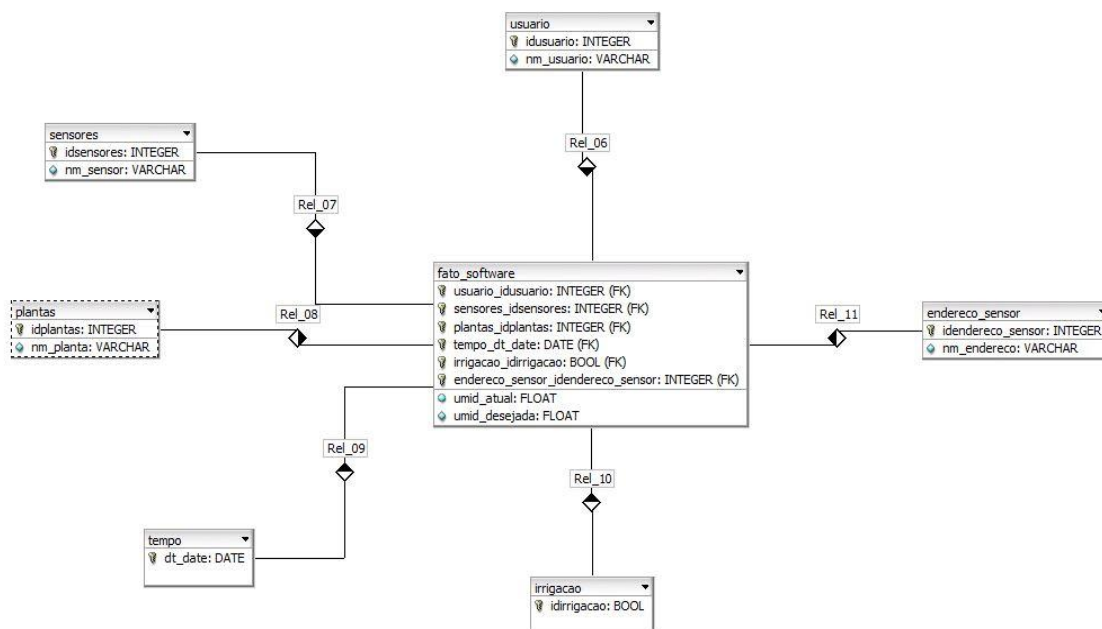 usuario
idusuario: INTEGER
nm_usuario: VARCHAR
Rel_06
sensores
idsensores: INTEGER
nm_sensor: VARCHAR
Rel_07
fato_software
usuario_idusuario: INTEGER (FK)
sensores_idsensores: INTEGER (FK)
plantas_idplantas: INTEGER (FK)
tempo_dt_date: DATE (FK)
irrigacao_idirrigacao: BOOL (FK)
endereco_sensor_idendereco_sensor: INTEGER (FK)
umid_atual: FLOAT
umid_desejada: FLOAT
plantas
idplantas: INTEGER
nm_planta: VARCHAR
Rel_08
Rel_11
endereco_sensor
idendereco_sensor: INTEGER
nm_endereco: VARCHAR
Rel_09
Rel_10
tempo
dt_date: DATE
irrigacao
idirrigacao: BOOL